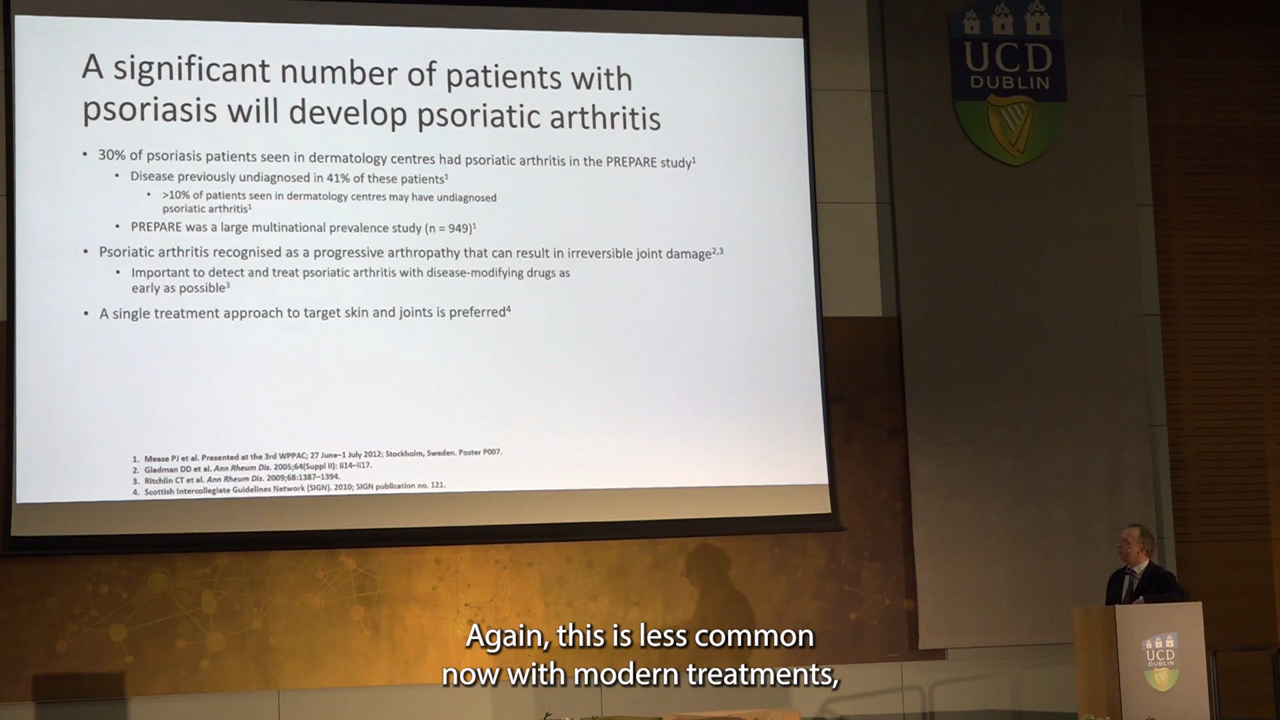 A significant number of patients with
psoriasis will develop psoriatic arthritis
• 30% of psoriasis patients seen in dermatology centres had psoriatic arthritis in the PREPARE study¹
• Disease previously undiagnosed in 41% of these patients¹
• >10% of patients seen in dermatology centres may have undiagnosed
psoriatic arthritis¹
• PREPARE was a large multinational prevalence study (n = 949)¹
• Psoriatic arthritis recognised as a progressive arthropathy that can result in irreversible joint damage²,³
• Important to detect and treat psoriatic arthritis with disease-modifying drugs as
early as possible³
• A single treatment approach to target skin and joints is preferred⁴
1. Mease PJ et al. Presented at the 3rd WPPAC; 27 June–1 July 2012; Stockholm, Sweden. Poster P007.
2. Gladman DD et al. Ann Rheum Dis. 2005;64(Suppl II): ii14–ii17.
3. Ritchlin CT et al. Ann Rheum Dis. 2009;68:1387–1394.
4. Scottish Intercollegiate Guidelines Network (SIGN). 2010; SIGN publication no. 121.
UCD
DUBLIN
UCD
DUBLIN
Again, this is less common
now with modern treatments,